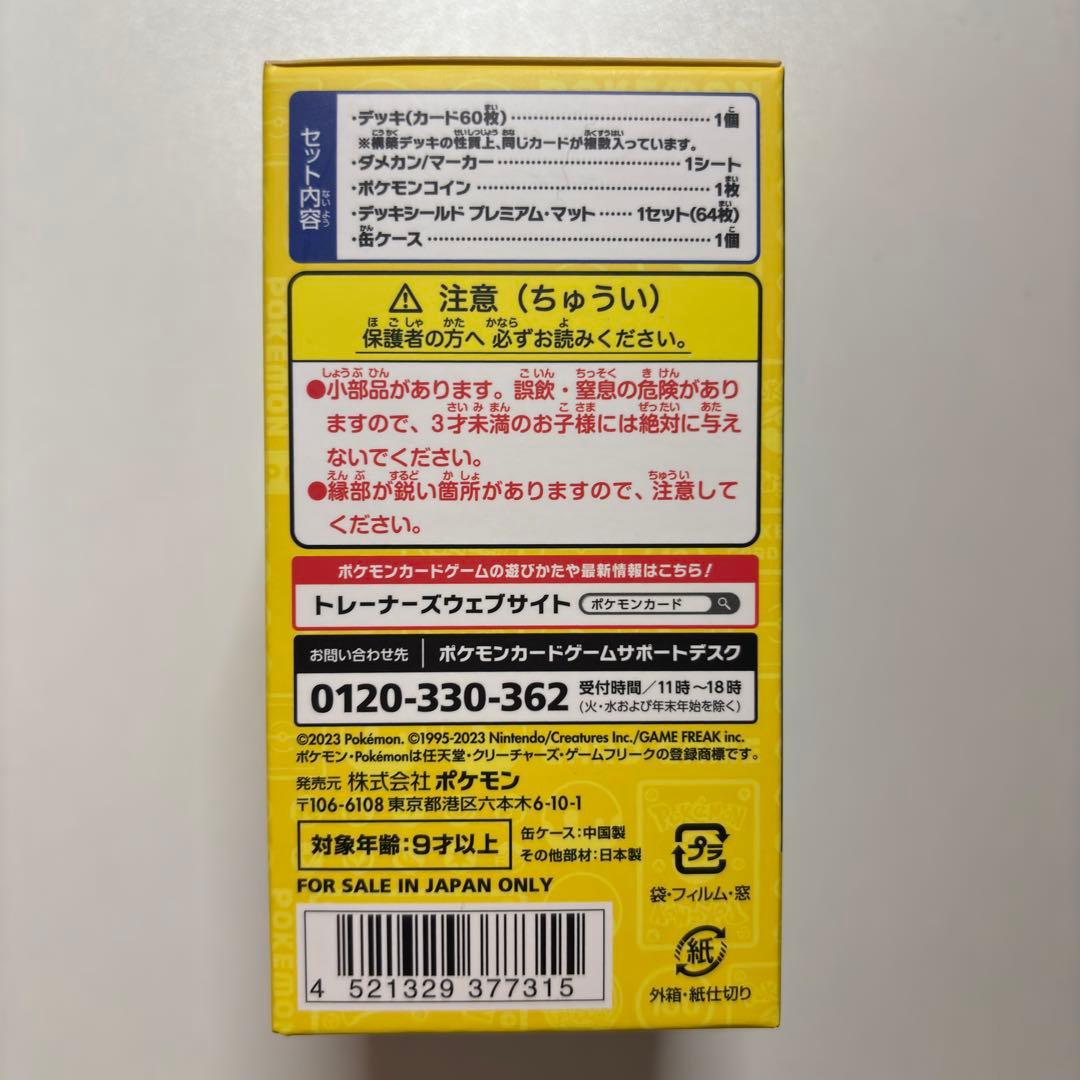 セット内容
・デッキ(カード60枚)……………………………1個
※構築デッキの性質上、同じカードが複数入っています。
・ダメカン/マーカー……………………………1シート
・ポケモンコイン……………………………1枚
・デッキシールド プレミアム・マット……1セット(64枚)
・缶ケース……………………………1個
⚠ 注意（ちゅうい）
保護者の方へ 必ずお読みください。
●小部品があります。誤飲・窒息の危険があり
ますので、3才未満のお子様には絶対に与え
ないでください。
●縁部が鋭い箇所がありますので、注意して
ください。
ポケモンカードゲームの遊びかたや最新情報はこちら！
トレーナーズウェブサイト ポケモンカード
お問い合わせ先 ポケモンカードゲームサポートデスク
0120-330-362 受付時間／11時～18時
(火・水および年末年始を除く)
©2023 Pokémon. ©1995-2023 Nintendo/Creatures Inc./GAME FREAK inc.
ポケモン・Pokémonは任天堂・クリーチャーズ・ゲームフリークの登録商標です。
発売元 株式会社 ポケモン
〒106-6108 東京都港区六本木6-10-1
対象年齢：9才以上
缶ケース：中国製
その他部材：日本製
FOR SALE IN JAPAN ONLY
プラ
袋・フィルム・窓
紙
外箱・紙仕切り
4 521329 377315
POKÉMON
POKÉMON